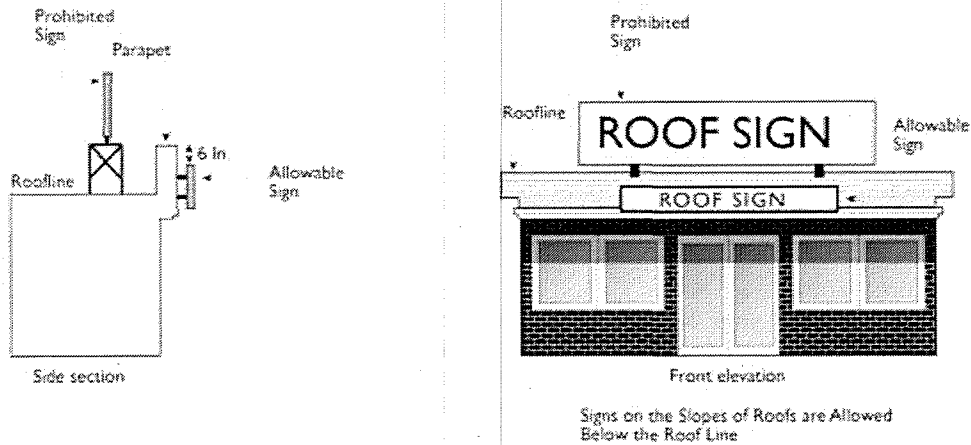 Prohibited
Sign
Parapet
6 In
Roofline
Allowable
Sign
Side section
Prohibited
Sign
Roofline
ROOF SIGN
Allowable
Sign
ROOF SIGN
Front elevation
Signs on the Slopes of Roofs are Allowed
Below the Roof Line